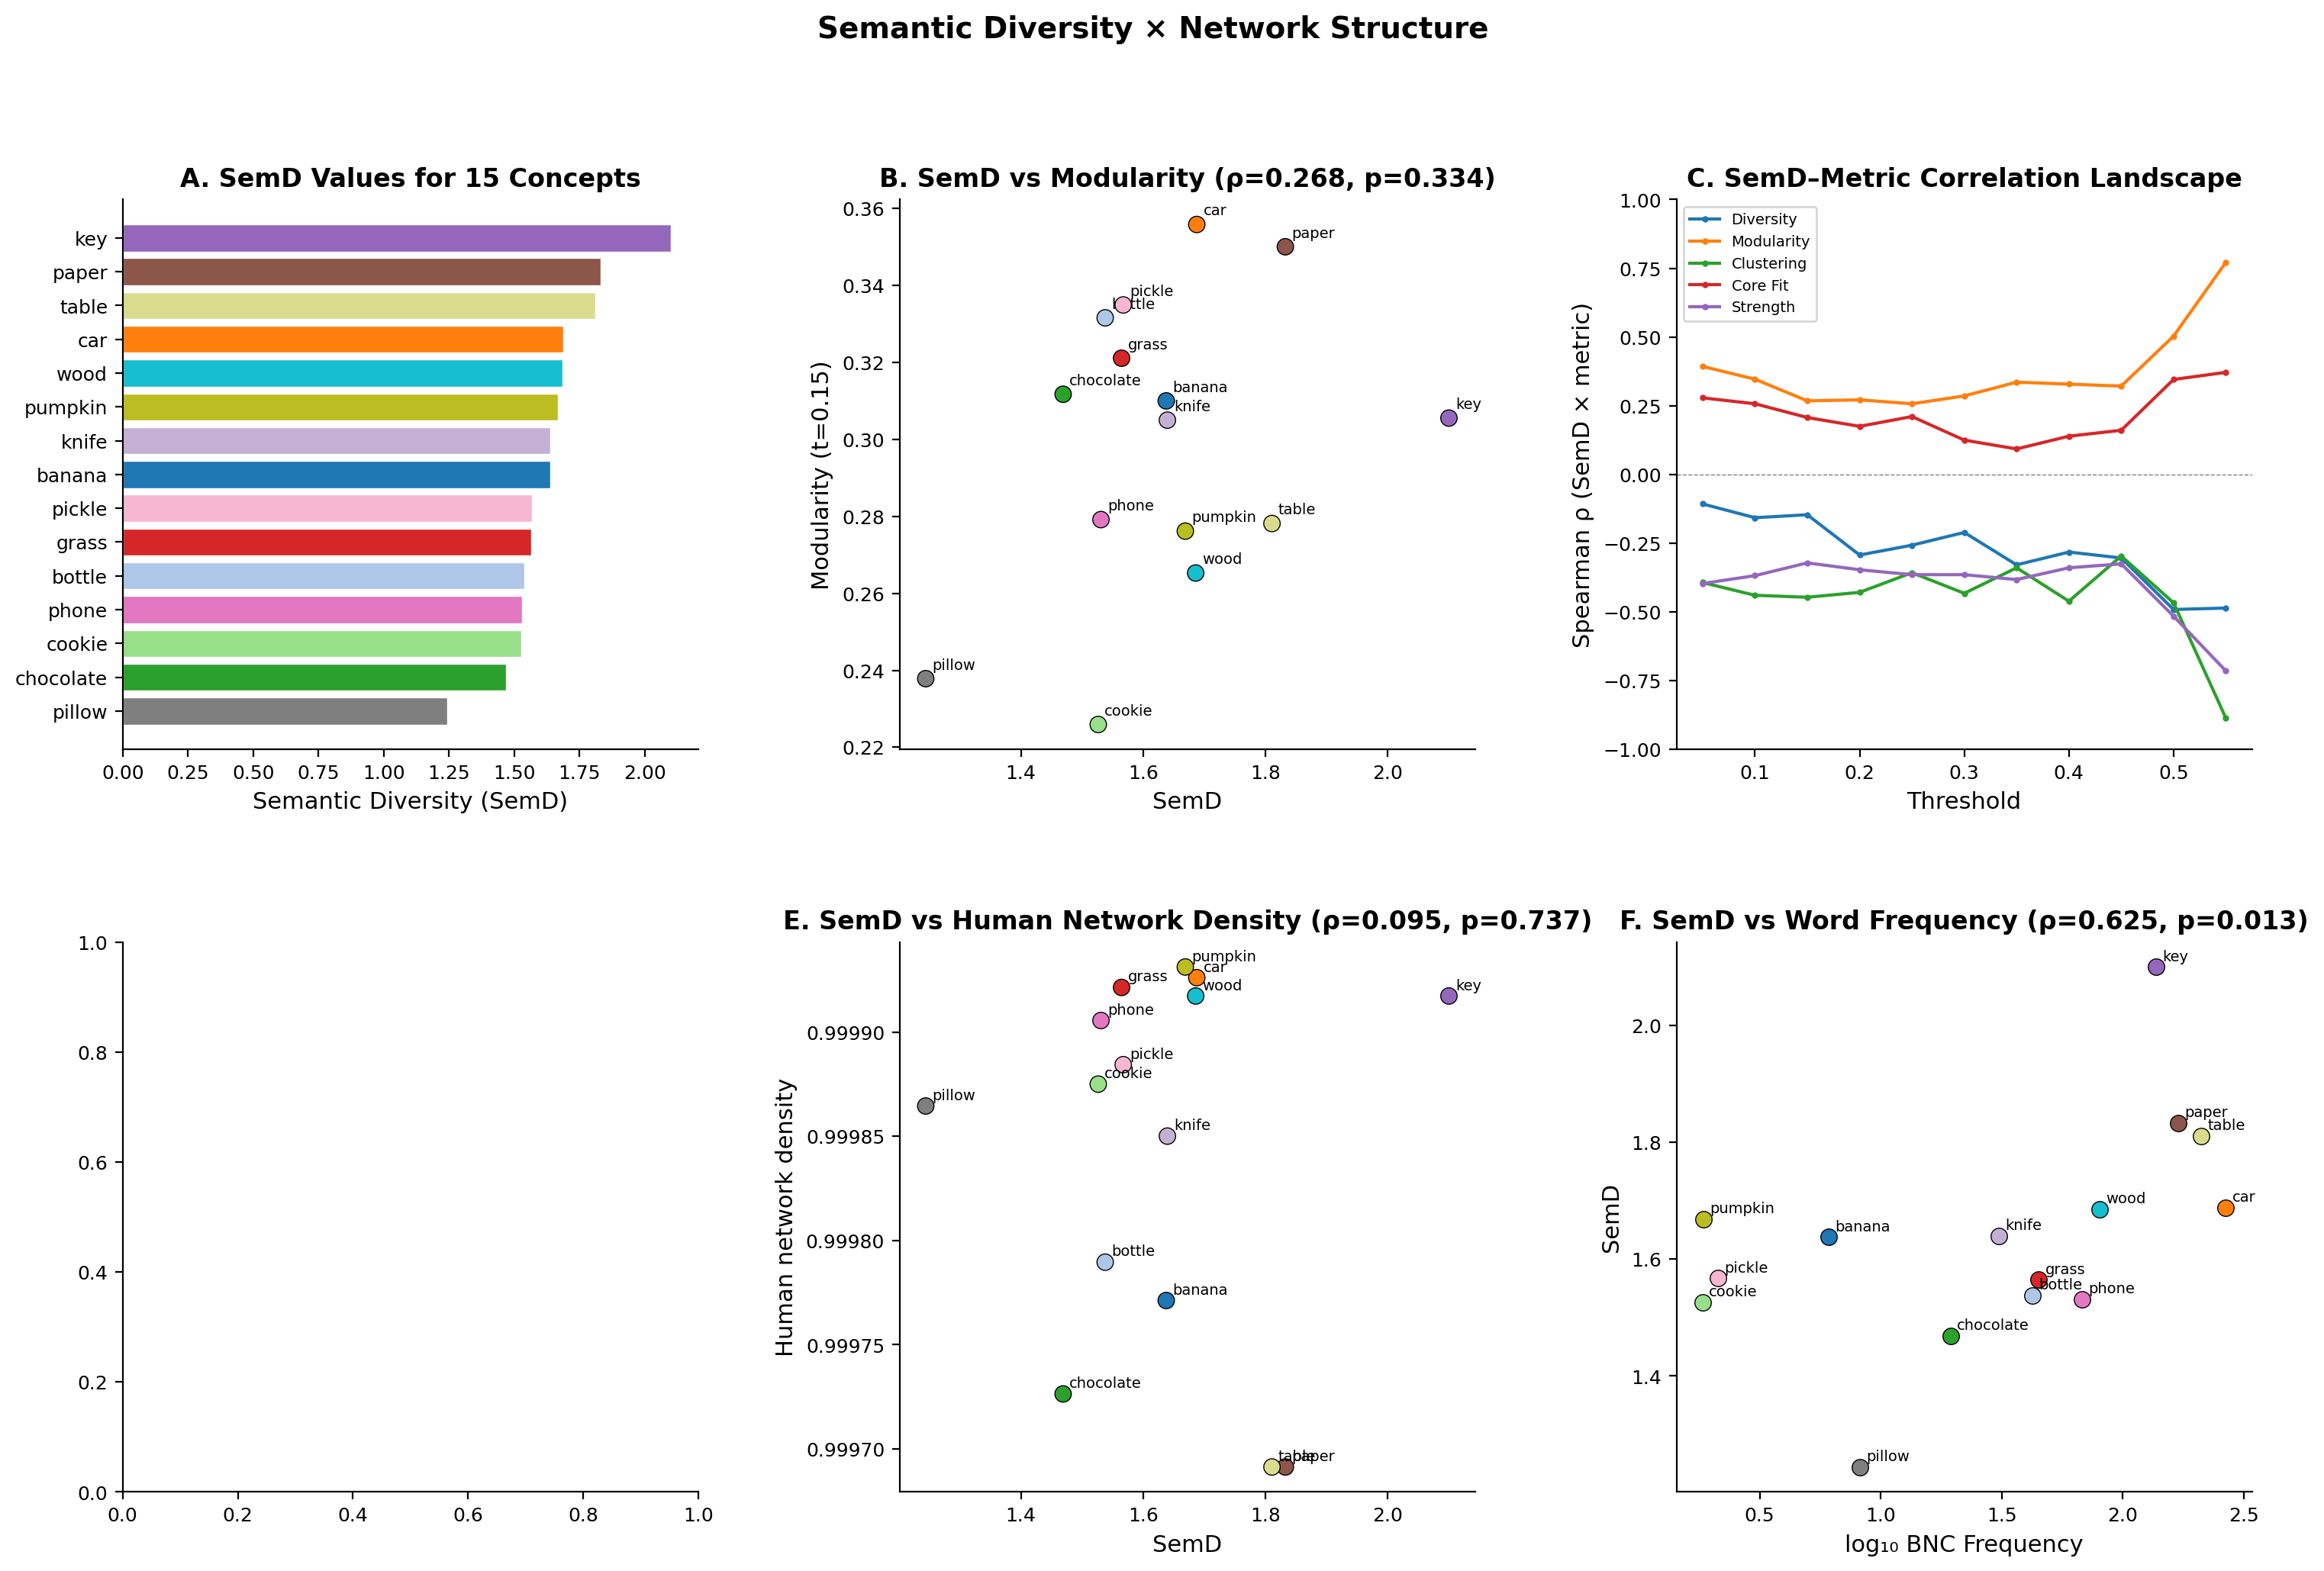 Semantic Diversity × Network Structure
A. SemD Values for 15 Concepts
key
paper
table
car
wood
pumpkin
knife
banana
pickle
grass
bottle
phone
cookie
chocolate
pillow
0.00 0.25 0.50 0.75 1.00 1.25 1.50 1.75 2.00
Semantic Diversity (SemD)
B. SemD vs Modularity (ρ=0.268, p=0.334)
Modularity (t=0.15)
0.36
0.34
0.32
0.30
0.28
0.26
0.24
0.22
car
paper
pickle
bottle
grass
chocolate
banana
knife
key
phone
pumpkin
table
wood
pillow
cookie
1.4 1.6 1.8 2.0
SemD
C. SemD–Metric Correlation Landscape
Spearman ρ (SemD × metric)
1.00
0.75
0.50
0.25
0.00
−0.25
−0.50
−0.75
−1.00
Diversity
Modularity
Clustering
Core Fit
Strength
0.1 0.2 0.3 0.4 0.5
Threshold
1.0
0.8
0.6
0.4
0.2
0.0
0.0 0.2 0.4 0.6 0.8 1.0
E. SemD vs Human Network Density (ρ=0.095, p=0.737)
Human network density
0.99990
0.99985
0.99980
0.99975
0.99970
pumpkin
car
grass
wood
key
phone
pickle
cookie
pillow
knife
bottle
banana
chocolate
table
paper
1.4 1.6 1.8 2.0
SemD
F. SemD vs Word Frequency (ρ=0.625, p=0.013)
SemD
2.0
1.8
1.6
1.4
key
paper
table
wood
car
pumpkin
banana
knife
pickle
grass
cookie
bottle
phone
chocolate
pillow
0.5 1.0 1.5 2.0 2.5
log₁₀ BNC Frequency